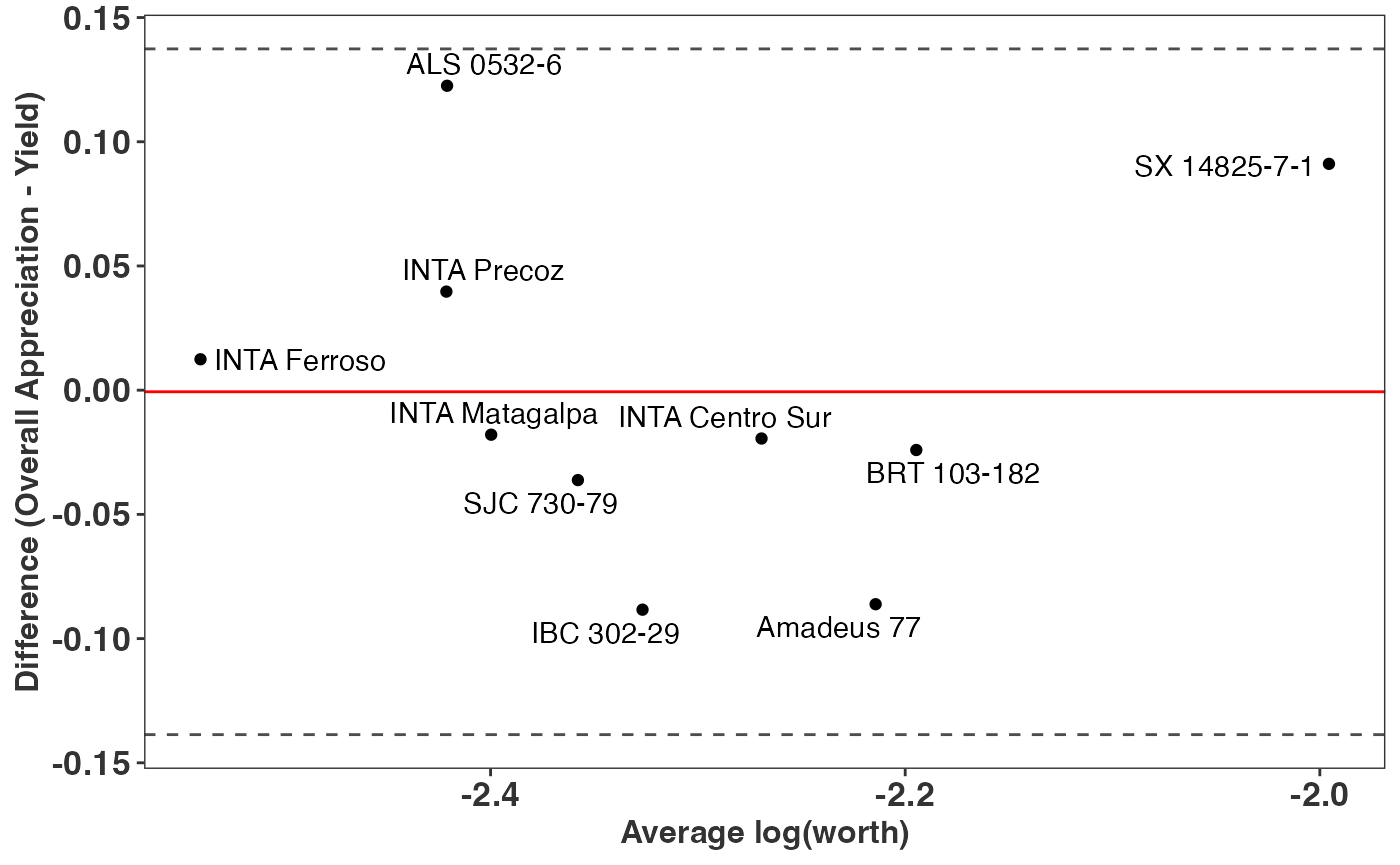 0.15
0.10
0.05
0.00
-0.05
-0.10
-0.15
Difference (Overall Appreciation - Yield)
ALS 0532-6
SX 14825-7-1
INTA Precoz
INTA Ferroso
INTA Matagalpa
INTA Centro Sur
BRT 103-182
SJC 730-79
IBC 302-29
Amadeus 77
-2.4
-2.2
-2.0
Average log(worth)